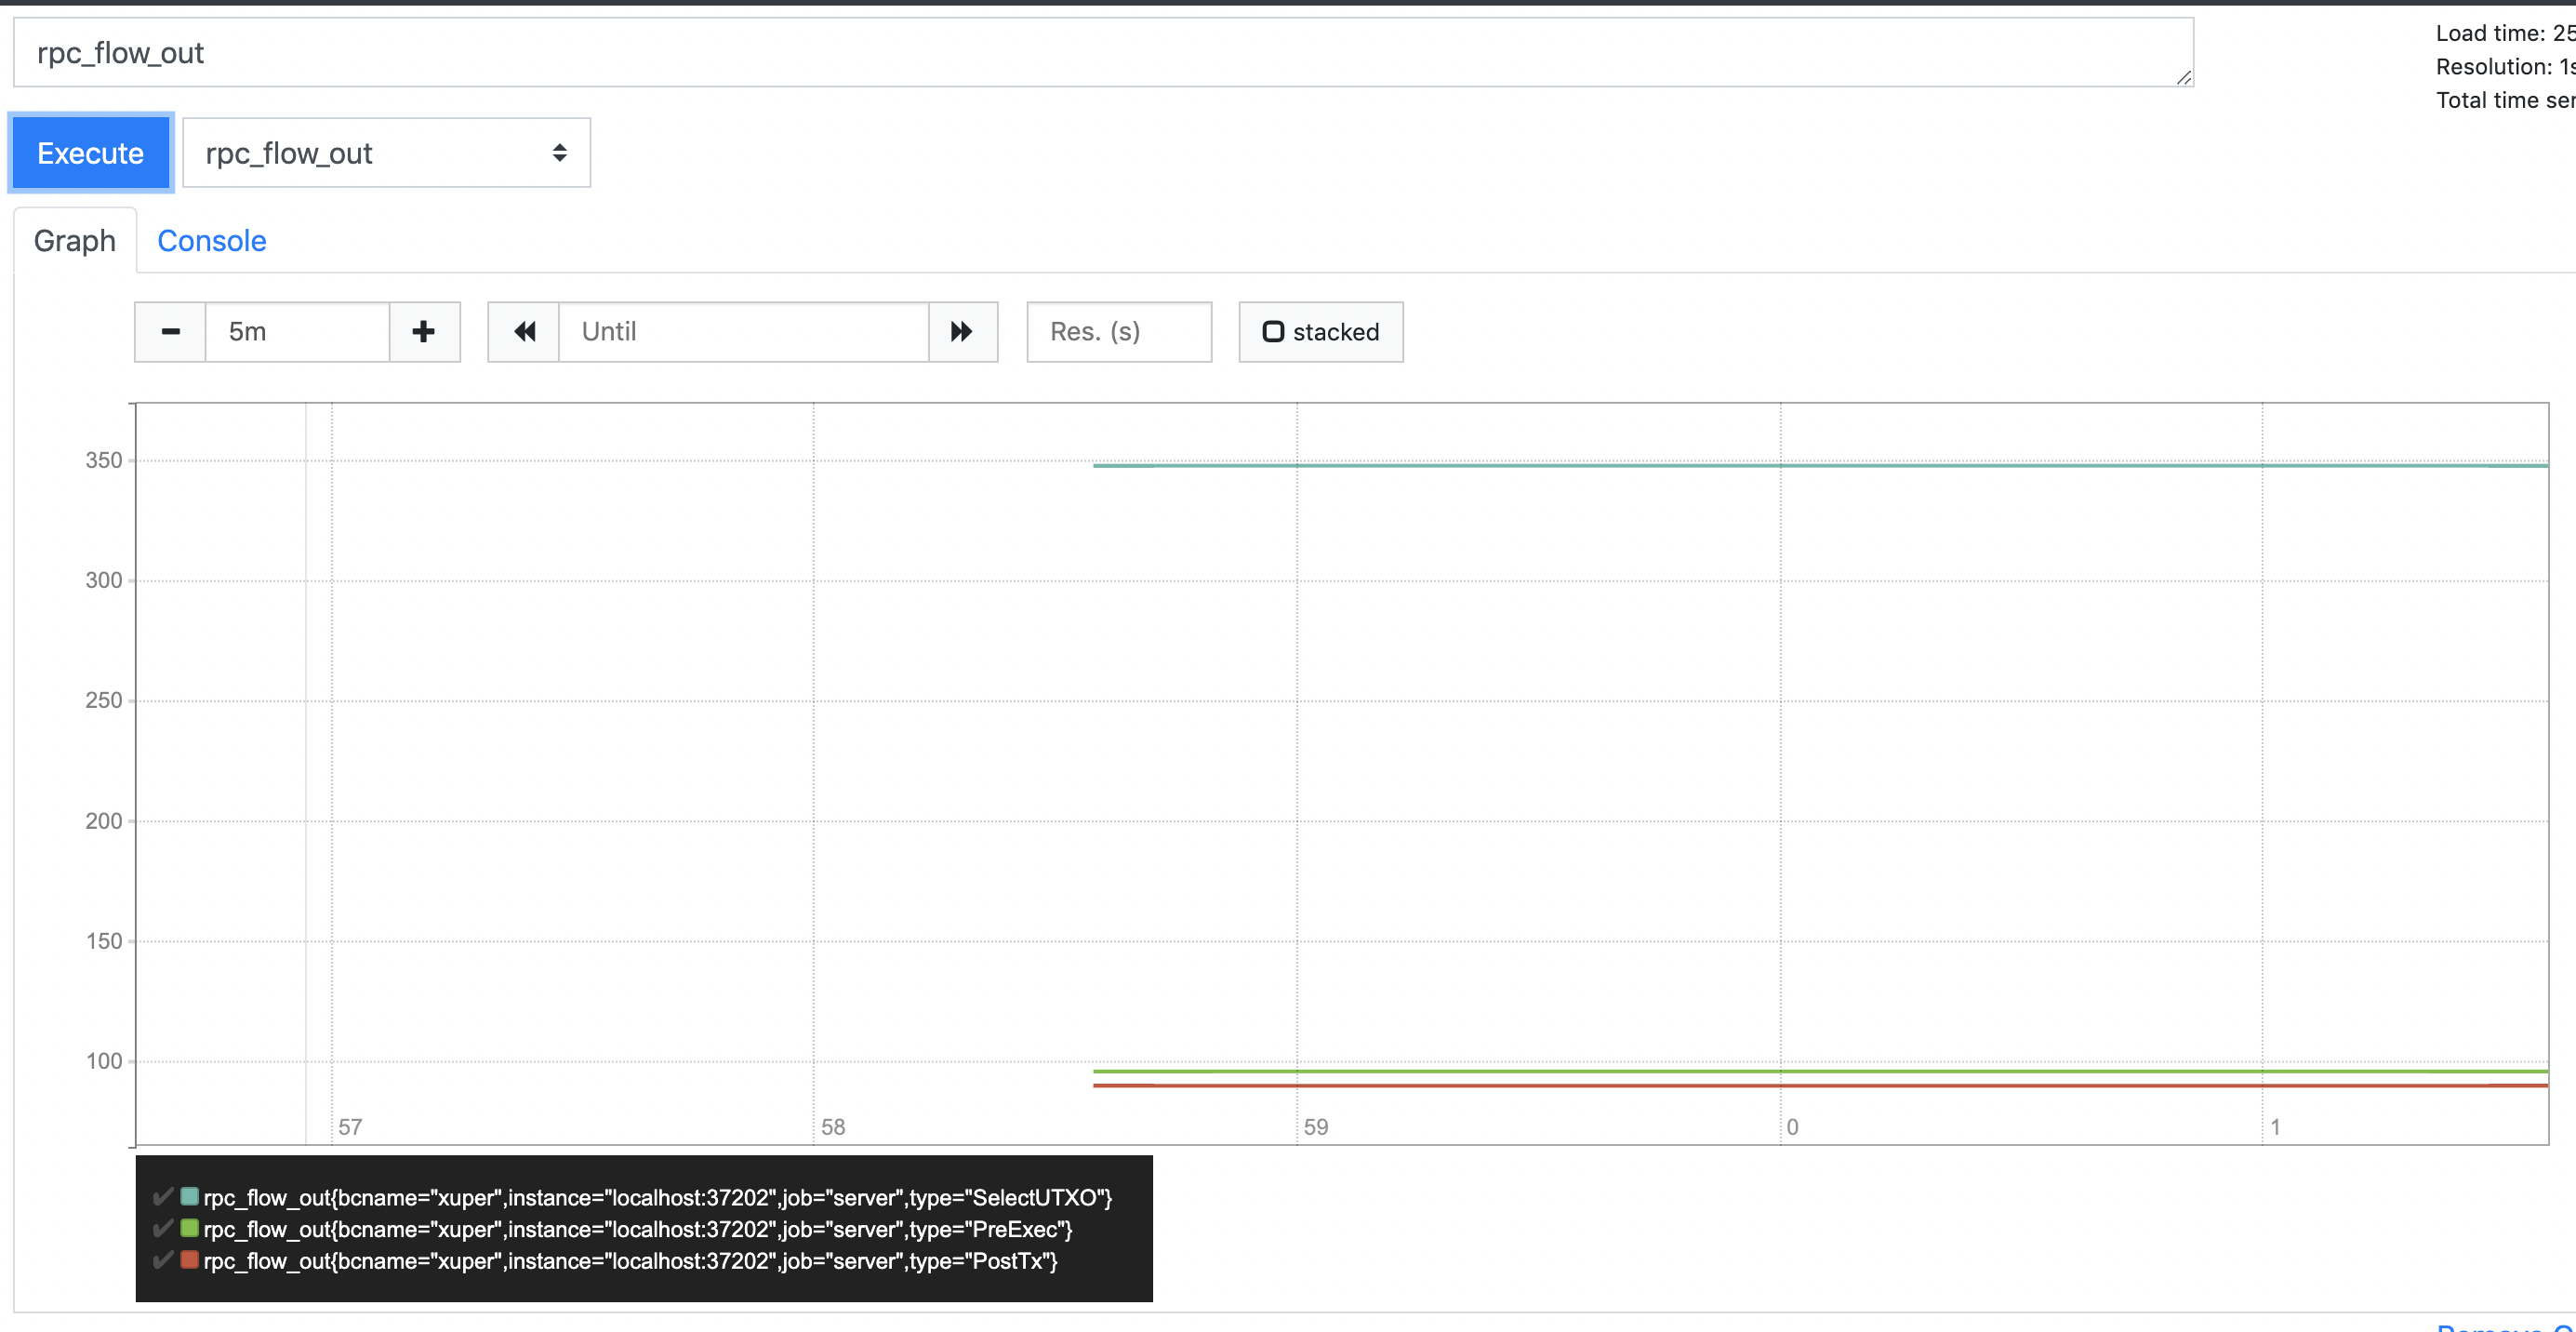 rpc_flow_out
Load time: 25
Resolution: 1s
Total time ser
Execute
rpc_flow_out
Graph
Console
5m
Until
Res. (s)
stacked
350
300
250
200
150
100
57
58
59
0
1
rpc_flow_out{bcname="xuper",instance="localhost:37202",job="server",type="SelectUTXO"}
rpc_flow_out{bcname="xuper",instance="localhost:37202",job="server",type="PreExec"}
rpc_flow_out{bcname="xuper",instance="localhost:37202",job="server",type="PostTx"}